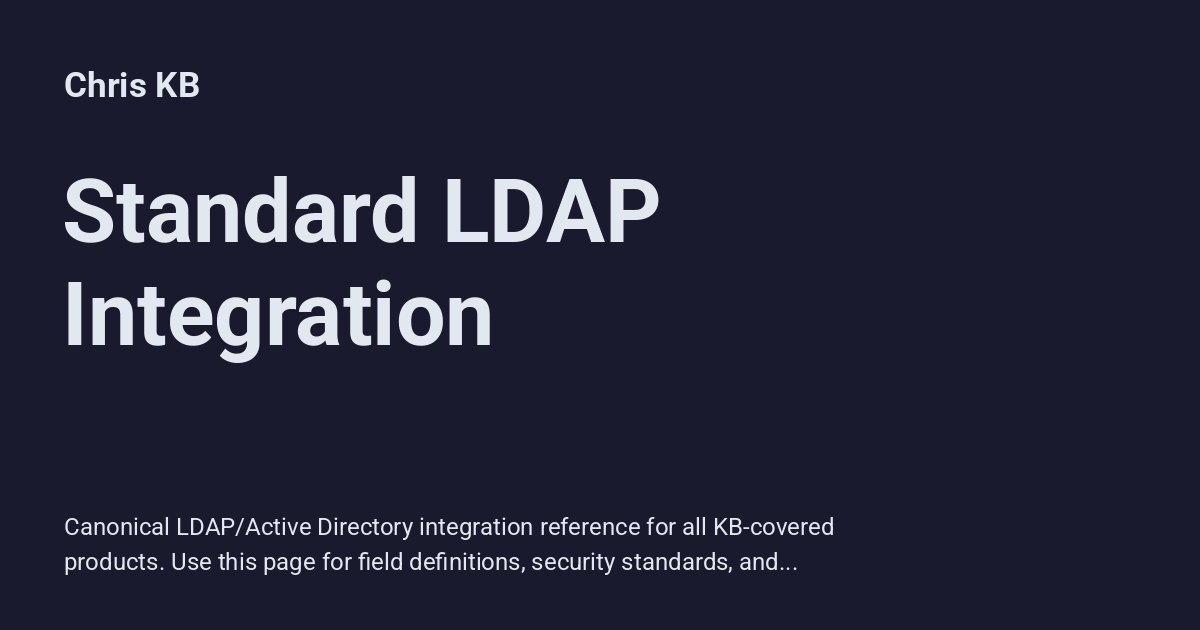 Chris KB
Standard LDAP
Integration
Canonical LDAP/Active Directory integration reference for all KB-covered
products. Use this page for field definitions, security standards, and...